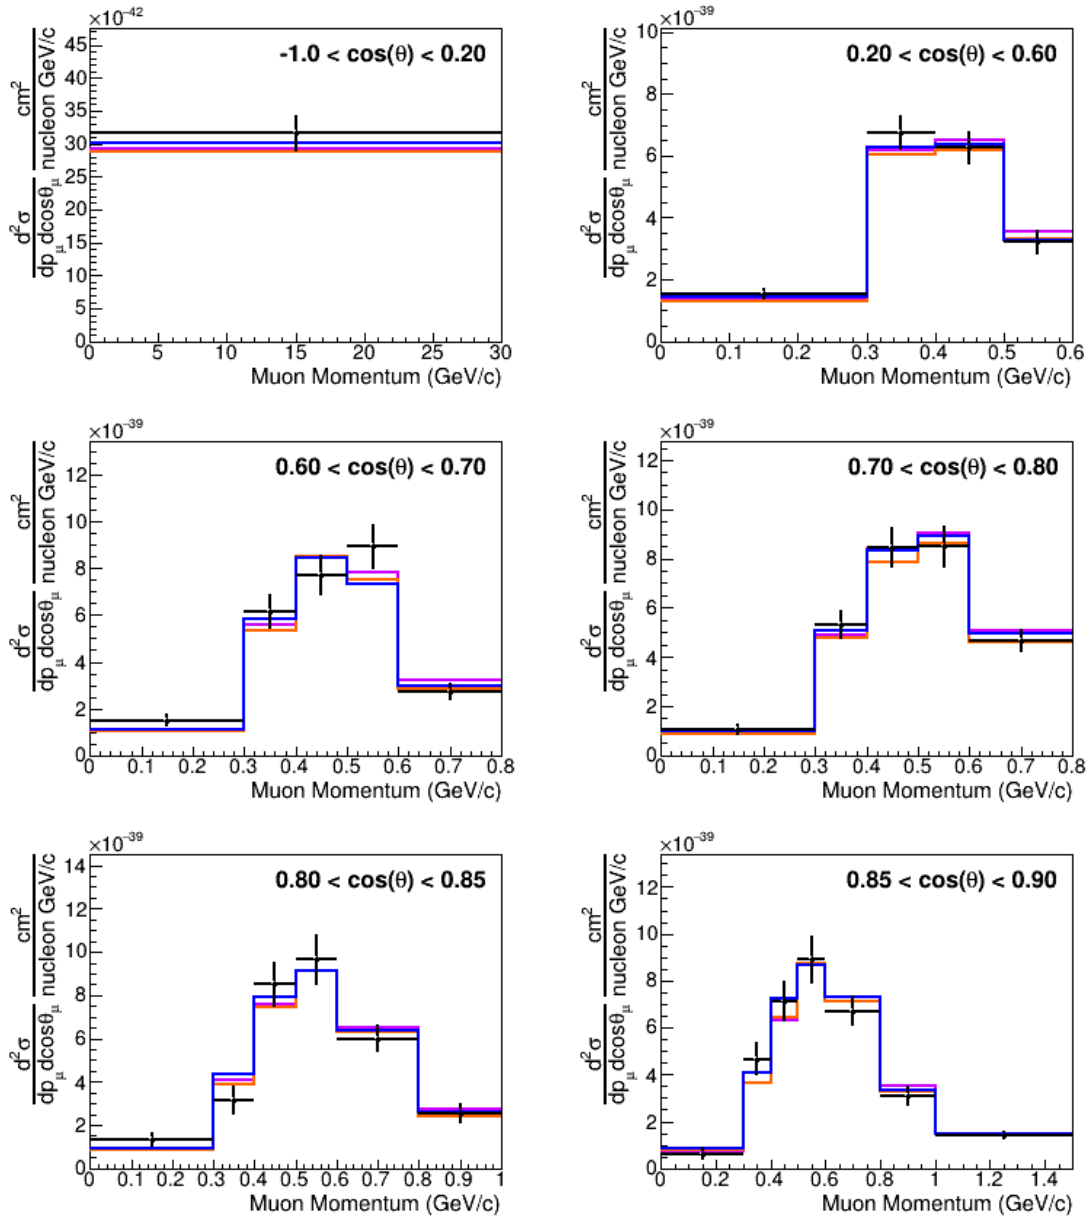 ×10⁻⁴²
-1.0 < cos(θ) < 0.20
d²σ cm²
dp_μ dcosθ_μ nucleon GeV/c
45
40
35
30
25
20
15
10
5
0
0 5 10 15 20 25 30
Muon Momentum (GeV/c)
×10⁻³⁹
0.20 < cos(θ) < 0.60
d²σ cm²
dp_μ dcosθ_μ nucleon GeV/c
10
8
6
4
2
0
0 0.1 0.2 0.3 0.4 0.5 0.6
Muon Momentum (GeV/c)
×10⁻³⁹
0.60 < cos(θ) < 0.70
d²σ cm²
dp_μ dcosθ_μ nucleon GeV/c
12
10
8
6
4
2
0
0 0.1 0.2 0.3 0.4 0.5 0.6 0.7 0.8
Muon Momentum (GeV/c)
×10⁻³⁹
0.70 < cos(θ) < 0.80
d²σ cm²
dp_μ dcosθ_μ nucleon GeV/c
12
10
8
6
4
2
0
0 0.1 0.2 0.3 0.4 0.5 0.6 0.7 0.8
Muon Momentum (GeV/c)
×10⁻³⁹
0.80 < cos(θ) < 0.85
d²σ cm²
dp_μ dcosθ_μ nucleon GeV/c
14
12
10
8
6
4
2
0
0 0.1 0.2 0.3 0.4 0.5 0.6 0.7 0.8 0.9 1
Muon Momentum (GeV/c)
×10⁻³⁹
0.85 < cos(θ) < 0.90
d²σ cm²
dp_μ dcosθ_μ nucleon GeV/c
12
10
8
6
4
2
0
0 0.2 0.4 0.6 0.8 1 1.2 1.4
Muon Momentum (GeV/c)